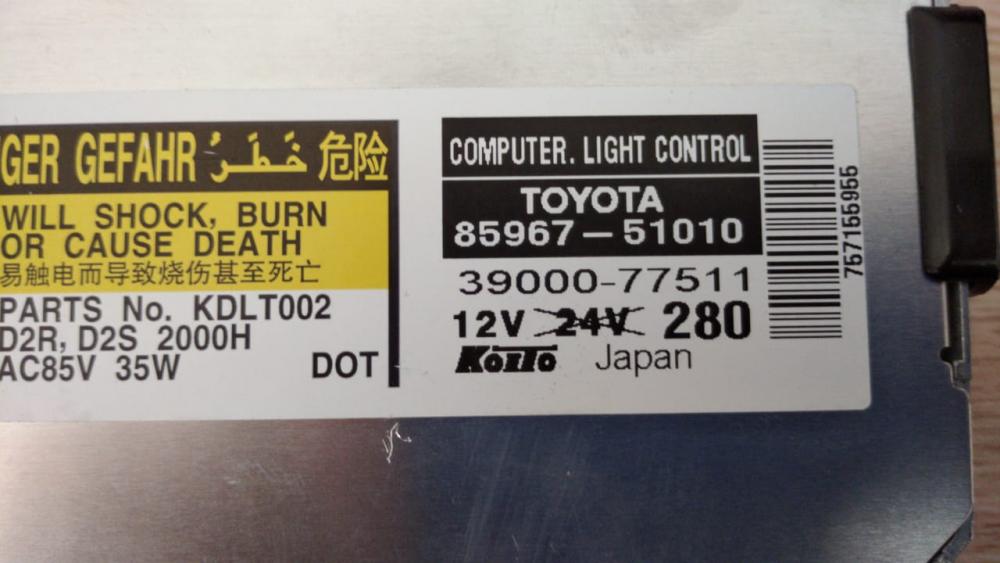 GER GEFAHR خَطَرٌ 危险
WILL SHOCK, BURN
OR CAUSE DEATH
易触电而导致烧伤甚至死亡
PARTS No. KDLT002
D2R, D2S 2000H
AC85V 35W DOT
COMPUTER. LIGHT CONTROL
TOYOTA
85967-51010
39000-77511
12V 24V 280
KOITO Japan
757155955